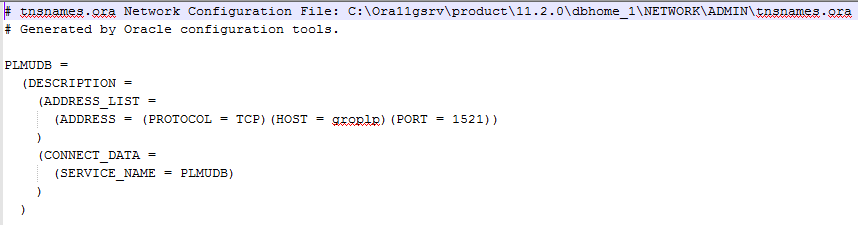 # tnsnames.ora Network Configuration File: C:\Ora11gsrv\product\11.2.0\dbhome_1\NETWORK\ADMIN\tnsnames.ora
# Generated by Oracle configuration tools.

PLMUDB =
  (DESCRIPTION =
    (ADDRESS_LIST =
      (ADDRESS = (PROTOCOL = TCP)(HOST = groplp)(PORT = 1521))
    )
    (CONNECT_DATA =
      (SERVICE_NAME = PLMUDB)
    )
  )